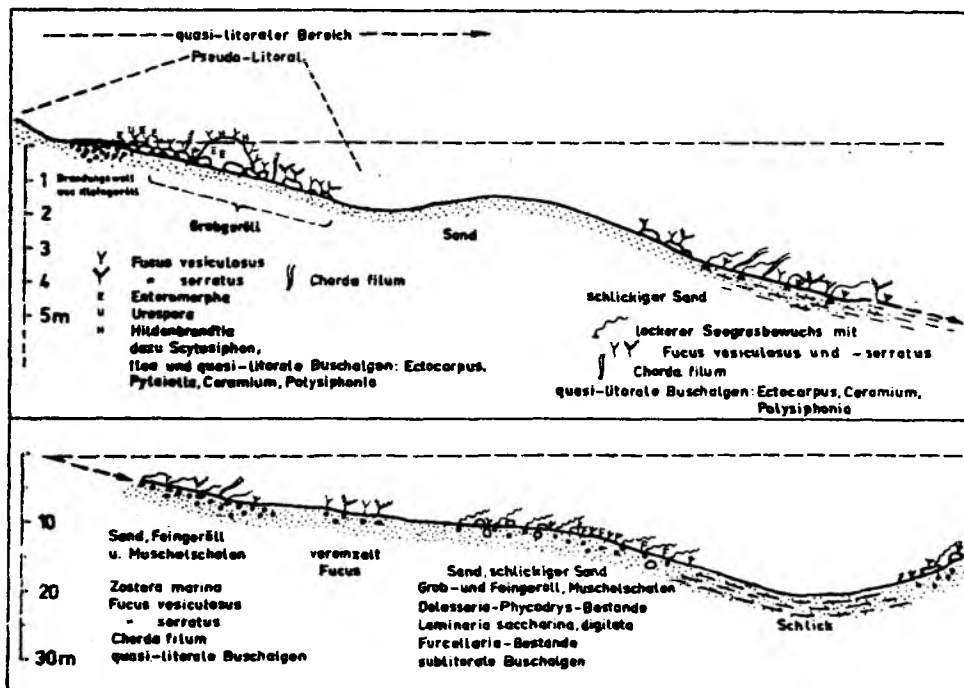 quasi-litoraler Bereich
Pseudo-Litoral
Brandungswall
aus Kleingeröll
Grobgeröll
Sand
1
2
3
4
5m
Fucus vesiculosus
" serratus
Chorda filum
E Enteromorpha
U Urospora
H Hildenbrandtia
dazu Scytosiphon,
Ilea und quasi-litorale Buschalgen: Ectocarpus,
Pylaiella, Ceramium, Polysiphonia
schlickiger Sand
lockerer Seegrasbewuchs mit
Fucus vesiculosus und -serratus
Chorda filum
quasi-litorale Buschalgen: Ectocarpus, Ceramium,
Polysiphonia
10
20
30m
Sand, Feingeröll
u. Muschelschalen
Zostera marina
Fucus vesiculosus
" serratus
Chorda filum
quasi-litorale Buschalgen
vereinzelt
Fucus
Sand, schlickiger Sand
Grob- und Feingeröll, Muschelschalen
Delesseria-Phycodrys-Bestände
Laminaria saccharina, digitata
Furcellaria-Bestände
sublitorale Buschalgen
Schlick